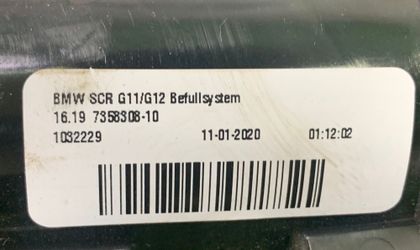 BMW SCR G11/G12 Befullsystem
16.19 7358308-10
1032229 11-01-2020 01:12:02